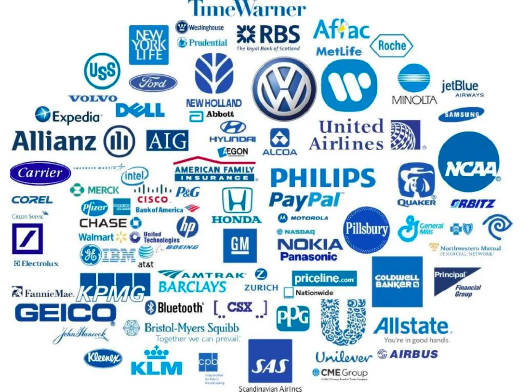 TimeWarner
NEW
YORK
LIFE
Westinghouse
Prudential
RBS
The Royal Bank of Scotland
Aflac
MetLife
Roche
USS
Ford
NEW HOLLAND
VW
W
MINOLTA
jetBlue
AIRWAYS
VOLVO
DELL
Expedia
Abbott
SAMSUNG
Allianz
AIG
HYUNDAI
AEGON
ALCOA
United
Airlines
Carrier
intel
AMERICAN FAMILY
INSURANCE
PHILIPS
QUAKER
NCAA
MERCK
CISCO
P&G
COREL
Pfizer
Bank of America
HONDA
PayPal
ORBITZ
CHASE
hp
MOTOROLA
Pillsbury
General
Mills
Walmart
United
Technologies
BOEING
GM
NASDAQ
NOKIA
Panasonic
Northwestern Mutual
Electrolux
GE
IBM
at&t
AMTRAK
BARCLAYS
Z
ZURICH
priceline.com
Nationwide
COLDWELL
BANKER
Principal
Financial
Group
FannieMae
KPMG
GEICO
Bluetooth
CSX
PPG
John Hancock
Bristol-Myers Squibb
Together we can prevail.
Unilever
Allstate
You're in good hands.
Kleenex
KLM
cpb
SAS
Scandinavian Airlines
AIRBUS
CME Group